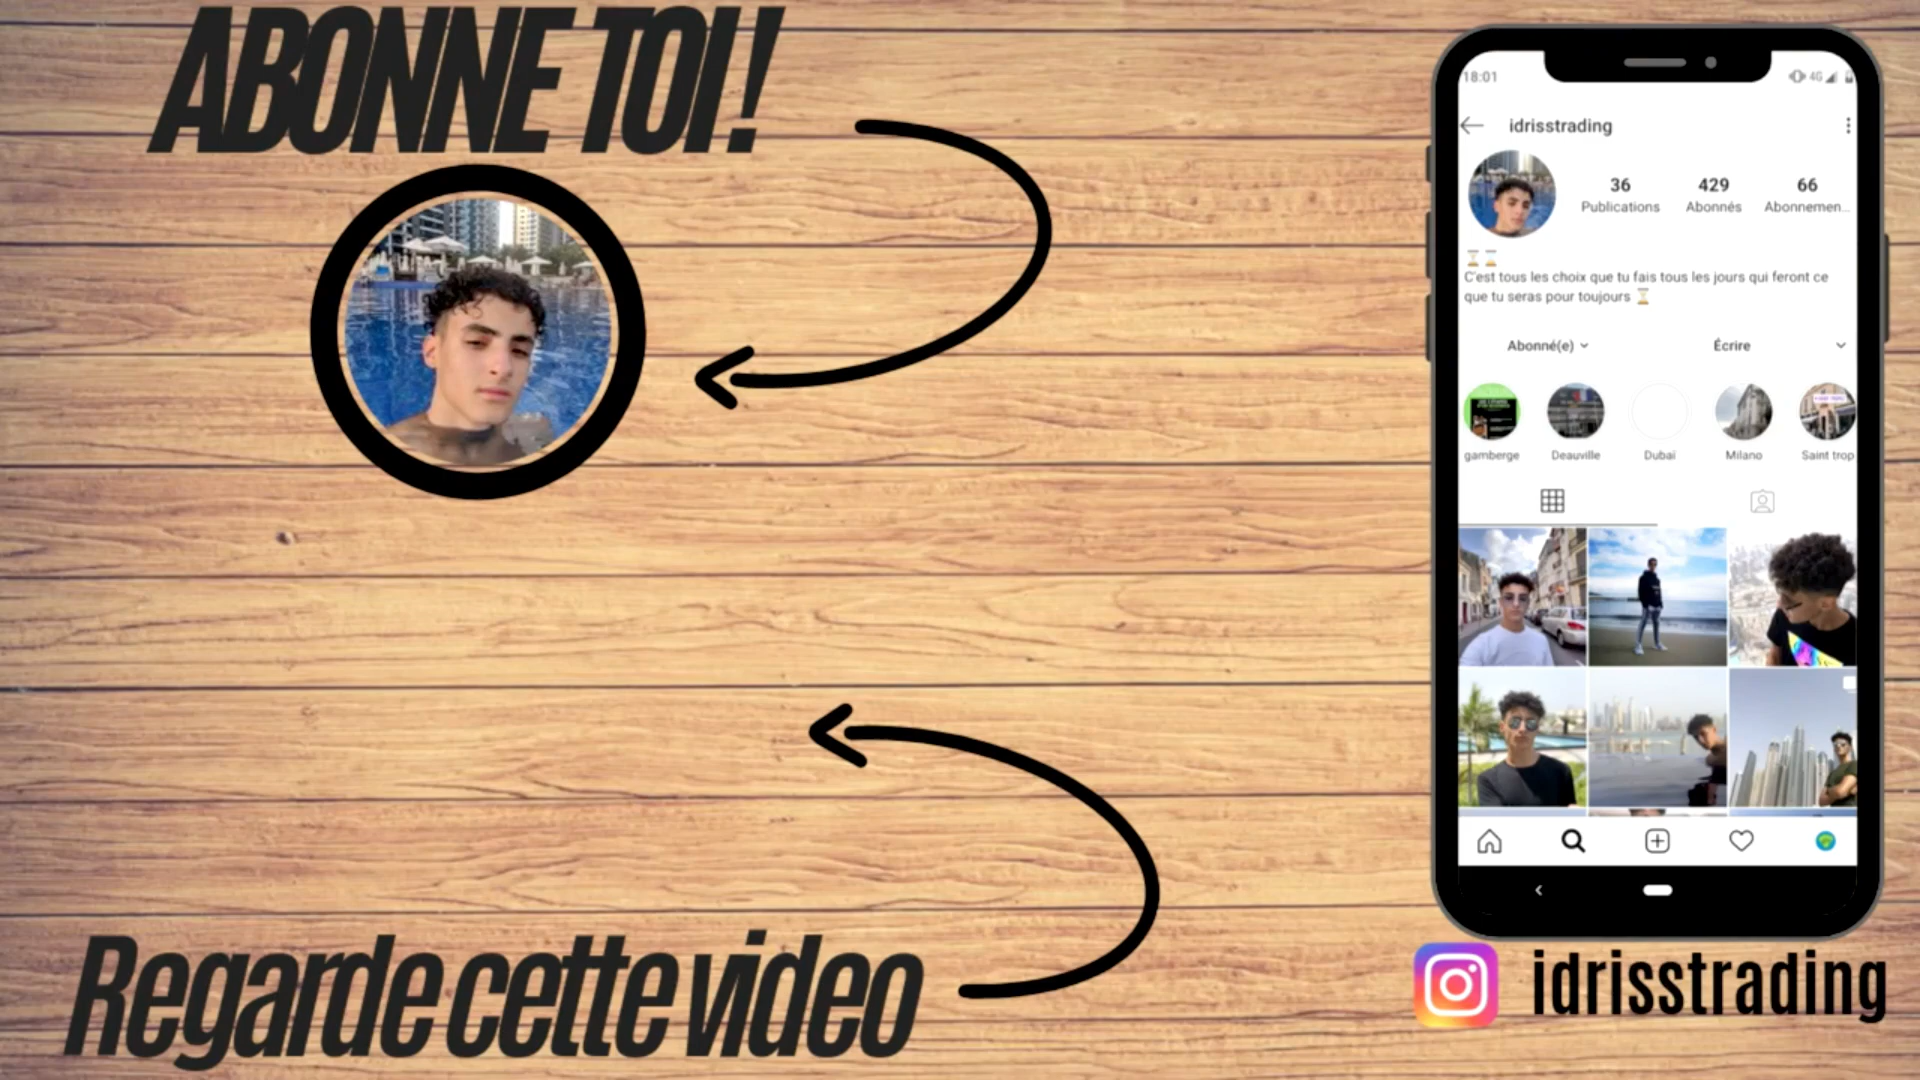 ABONNE TOI !
18:01
4G
idrisstrading
36
429
66
Publications
Abonnés
Abonnemen...
C'est tous les choix que tu fais tous les jours qui feront ce
que tu seras pour toujours
Abonné(e)
Écrire
gamberge
Deauville
Dubaï
Milano
Saint trop
Regarde cette video
idrisstrading